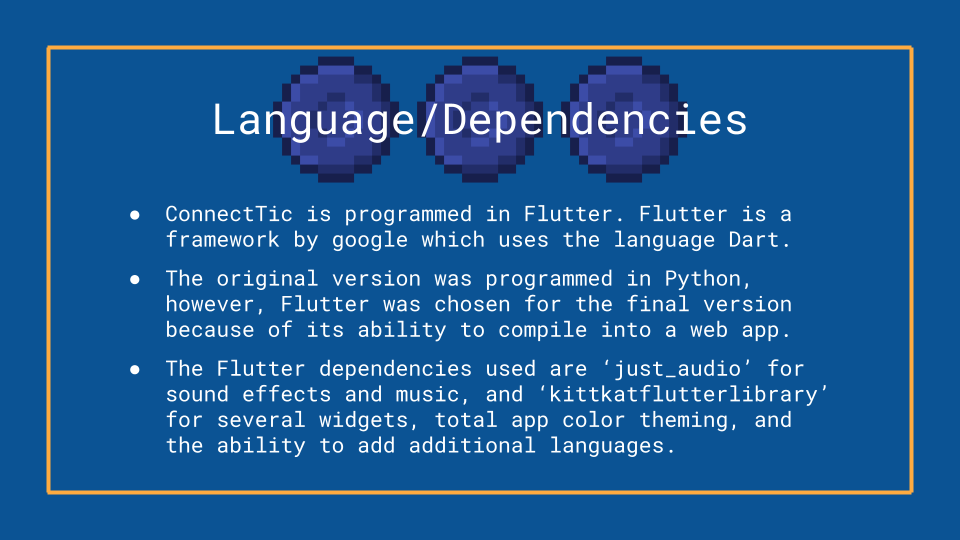 Language/Dependencies
● ConnectTic is programmed in Flutter. Flutter is a
framework by google which uses the language Dart.
● The original version was programmed in Python,
however, Flutter was chosen for the final version
because of its ability to compile into a web app.
● The Flutter dependencies used are ‘just_audio’ for
sound effects and music, and ‘kittkatflutterlibrary’
for several widgets, total app color theming, and
the ability to add additional languages.